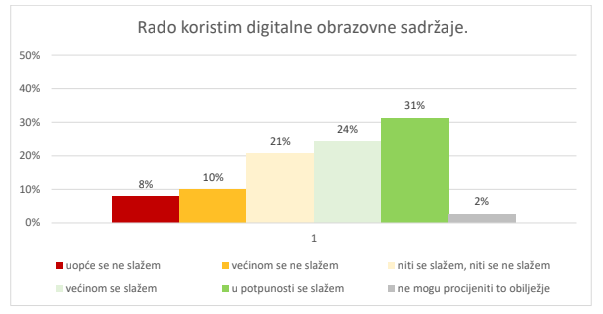 Rado koristim digitalne obrazovne sadržaje.
50%
40%
30%
20%
10%
0%
8%
10%
21%
24%
31%
2%
1
uopće se ne slažem
većinom se ne slažem
niti se slažem, niti se ne slažem
većinom se slažem
u potpunosti se slažem
ne mogu procijeniti to obilježje